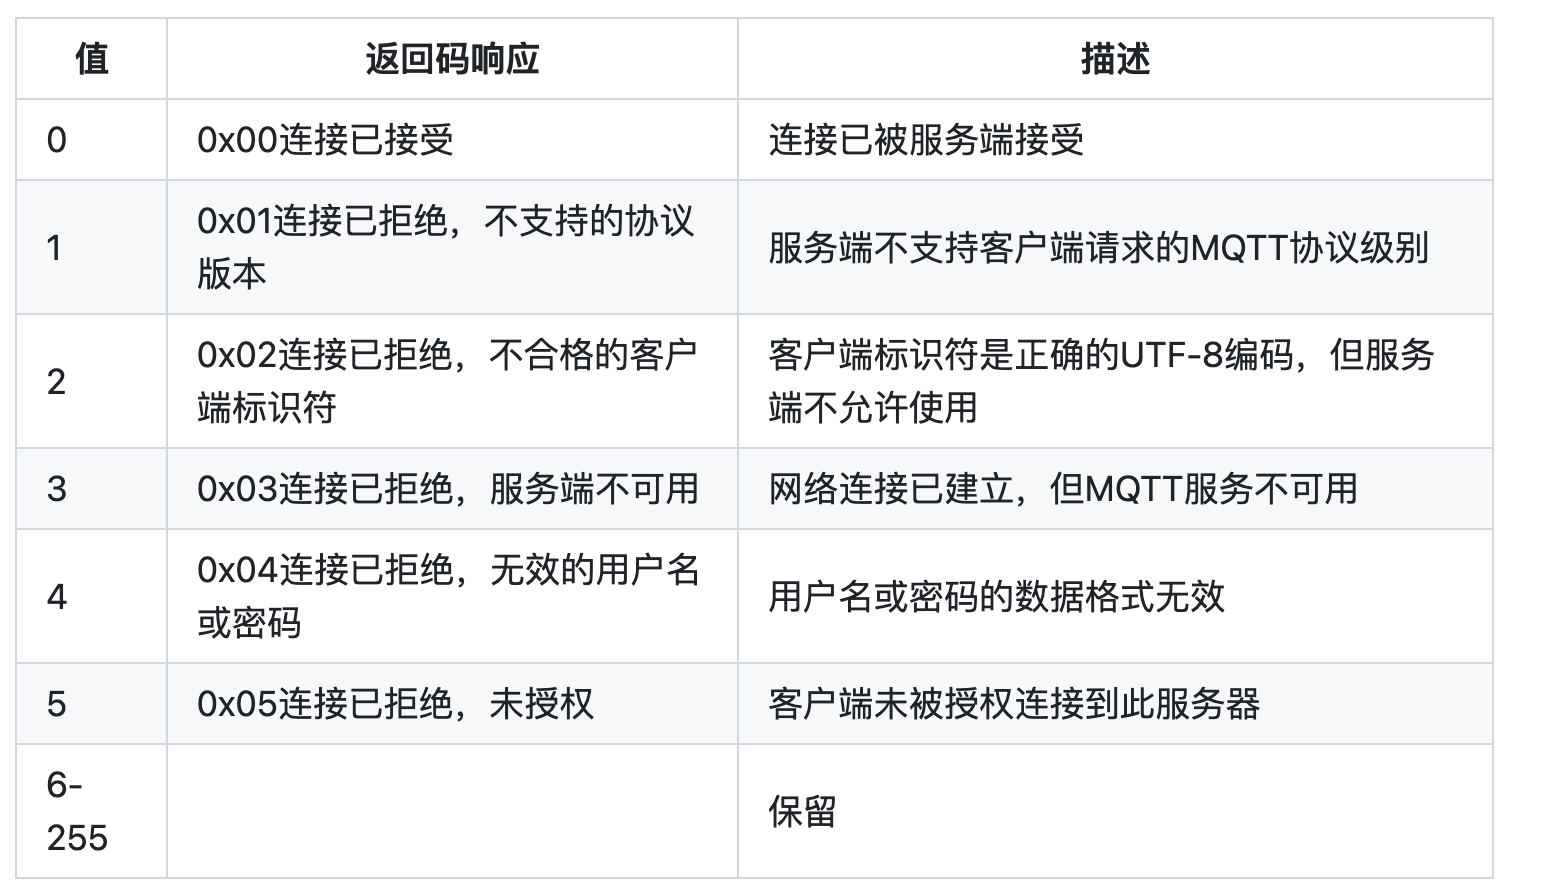 值 返回码响应 描述
0 0x00连接已接受 连接已被服务端接受
1 0x01连接已拒绝，不支持的协议
版本 服务端不支持客户端请求的MQTT协议级别
2 0x02连接已拒绝，不合格的客户
端标识符 客户端标识符是正确的UTF-8编码，但服务
端不允许使用
3 0x03连接已拒绝，服务端不可用 网络连接已建立，但MQTT服务不可用
4 0x04连接已拒绝，无效的用户名
或密码 用户名或密码的数据格式无效
5 0x05连接已拒绝，未授权 客户端未被授权连接到此服务器
6-
255 保留